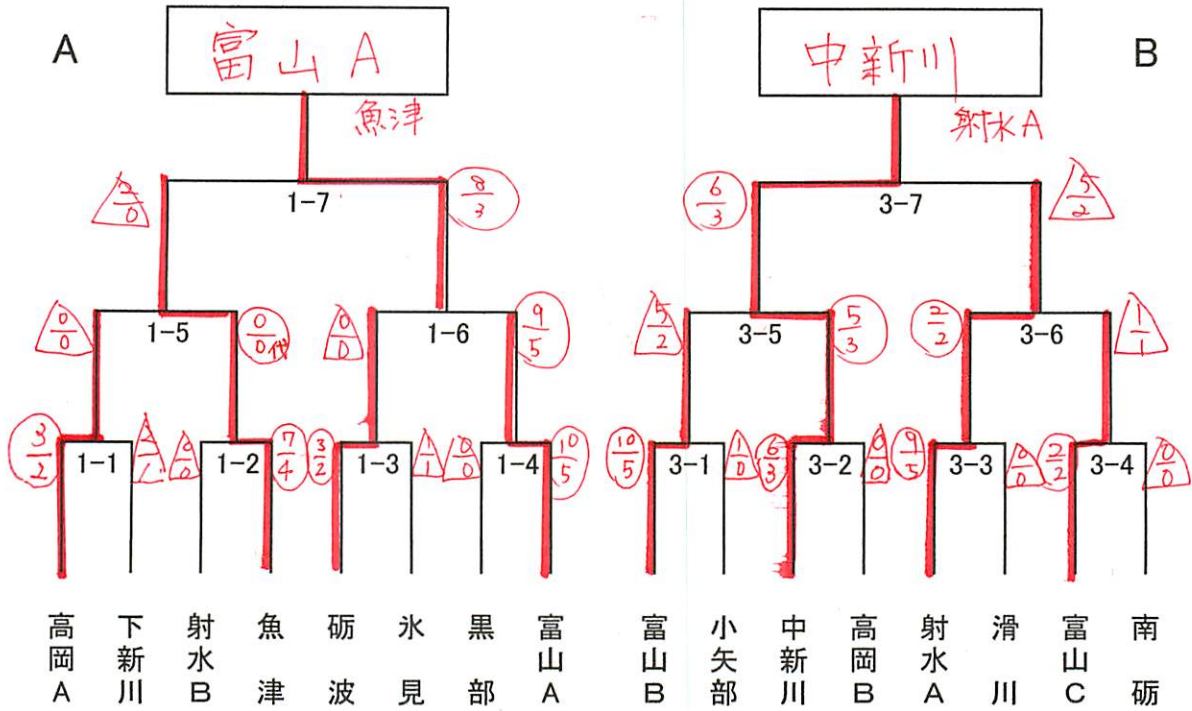 A
富山A
魚津
中新川
射水A
B
2/0
1-7
8/3
6/3
3-7
5/2
0/0
1-5
0/0代
0/0
1-6
9/5
5/2
3-5
5/3
2/2
3-6
1/1
3/2
1-1
0/0
1-2
7/4
3/2
1-3
1/1
0/0
1-4
10/5
10/5
3-1
1/0
6/3
3-2
0/0
9/5
3-3
0/0
2/2
3-4
0/0
高岡A
下新川
射水B
魚津
砺波
氷見
黒部
富山A
富山B
小矢部
中新川
高岡B
射水A
滑川
富山C
南砺